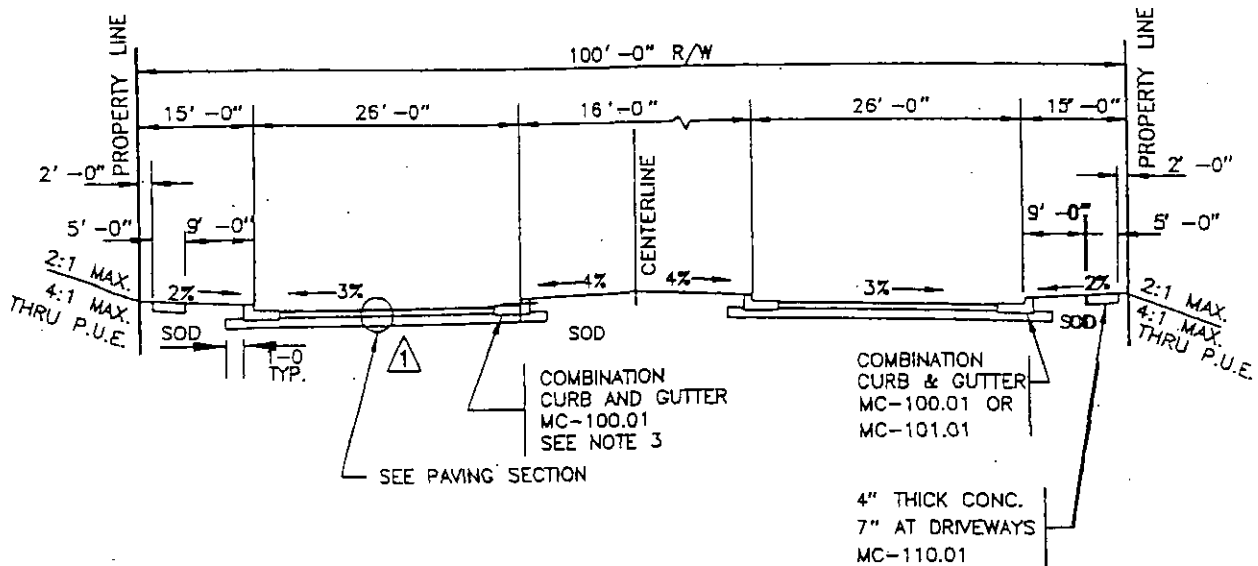 PROPERTY LINE
PROPERTY LINE
100'-0" R/W
15'-0"
26'-0"
16'-0"
26'-0"
15'-0"
2'-0"
2'-0"
5'-0"
9'-0"
CENTERLINE
9'-0"
5'-0"
2:1 MAX.
4:1 MAX.
THRU P.U.E.
2%
3%
4%
4%
3%
2%
2:1 MAX.
4:1 MAX.
THRU P.U.E.
SOD
SOD
SOD
1-0
TYP.
1
COMBINATION
CURB AND GUTTER
MC-100.01
SEE NOTE 3
COMBINATION
CURB & GUTTER
MC-100.01 OR
MC-101.01
SEE PAVING SECTION
4" THICK CONC.
7" AT DRIVEWAYS
MC-110.01